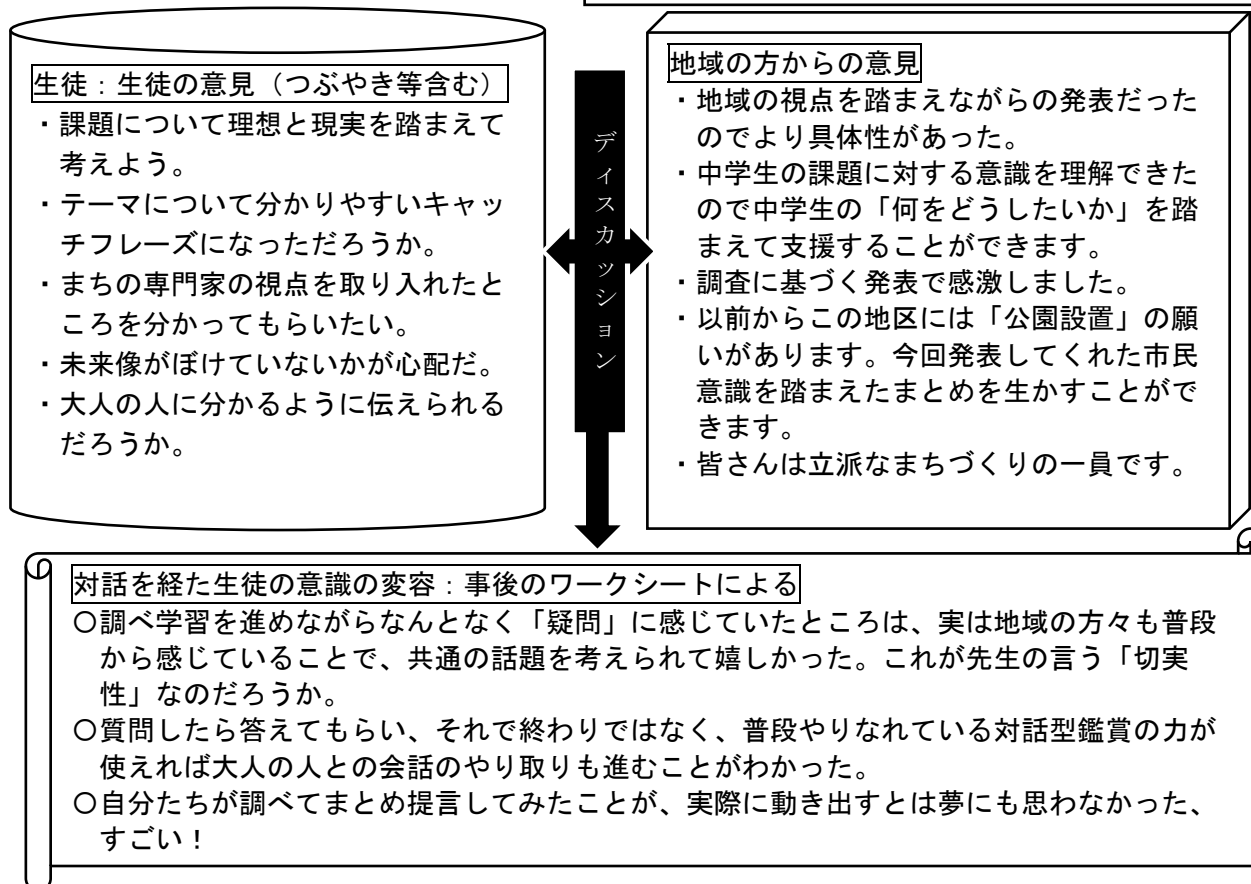 生徒：生徒の意見（つぶやき等含む）
・課題について理想と現実を踏まえて
考えよう。
・テーマについて分かりやすいキャッ
チフレーズになっただろうか。
・まちの専門家の視点を取り入れたと
ころを分かってもらいたい。
・未来像がぼけていないかが心配だ。
・大人の人に分かるように伝えられる
だろうか。
ディスカッション
地域の方からの意見
・地域の視点を踏まえながらの発表だった
のでより具体性があった。
・中学生の課題に対する意識を理解できた
ので中学生の「何をどうしたいか」を踏
まえて支援することができます。
・調査に基づく発表で感激しました。
・以前からこの地区には「公園設置」の願
いがあります。今回発表してくれた市民
意識を踏まえたまとめを生かすことがで
きます。
・皆さんは立派なまちづくりの一員です。
対話を経た生徒の意識の変容：事後のワークシートによる
〇調べ学習を進めながらなんとなく「疑問」に感じていたところは、実は地域の方々も普段
から感じていることで、共通の話題を考えられて嬉しかった。これが先生の言う「切実
性」なのだろうか。
〇質問したら答えてもらい、それで終わりではなく、普段やりなれている対話型鑑賞の力が
使えれば大人の人との会話のやり取りも進むことがわかった。
〇自分たちが調べてまとめ提言してみたことが、実際に動き出すとは夢にも思わなかった、
すごい！